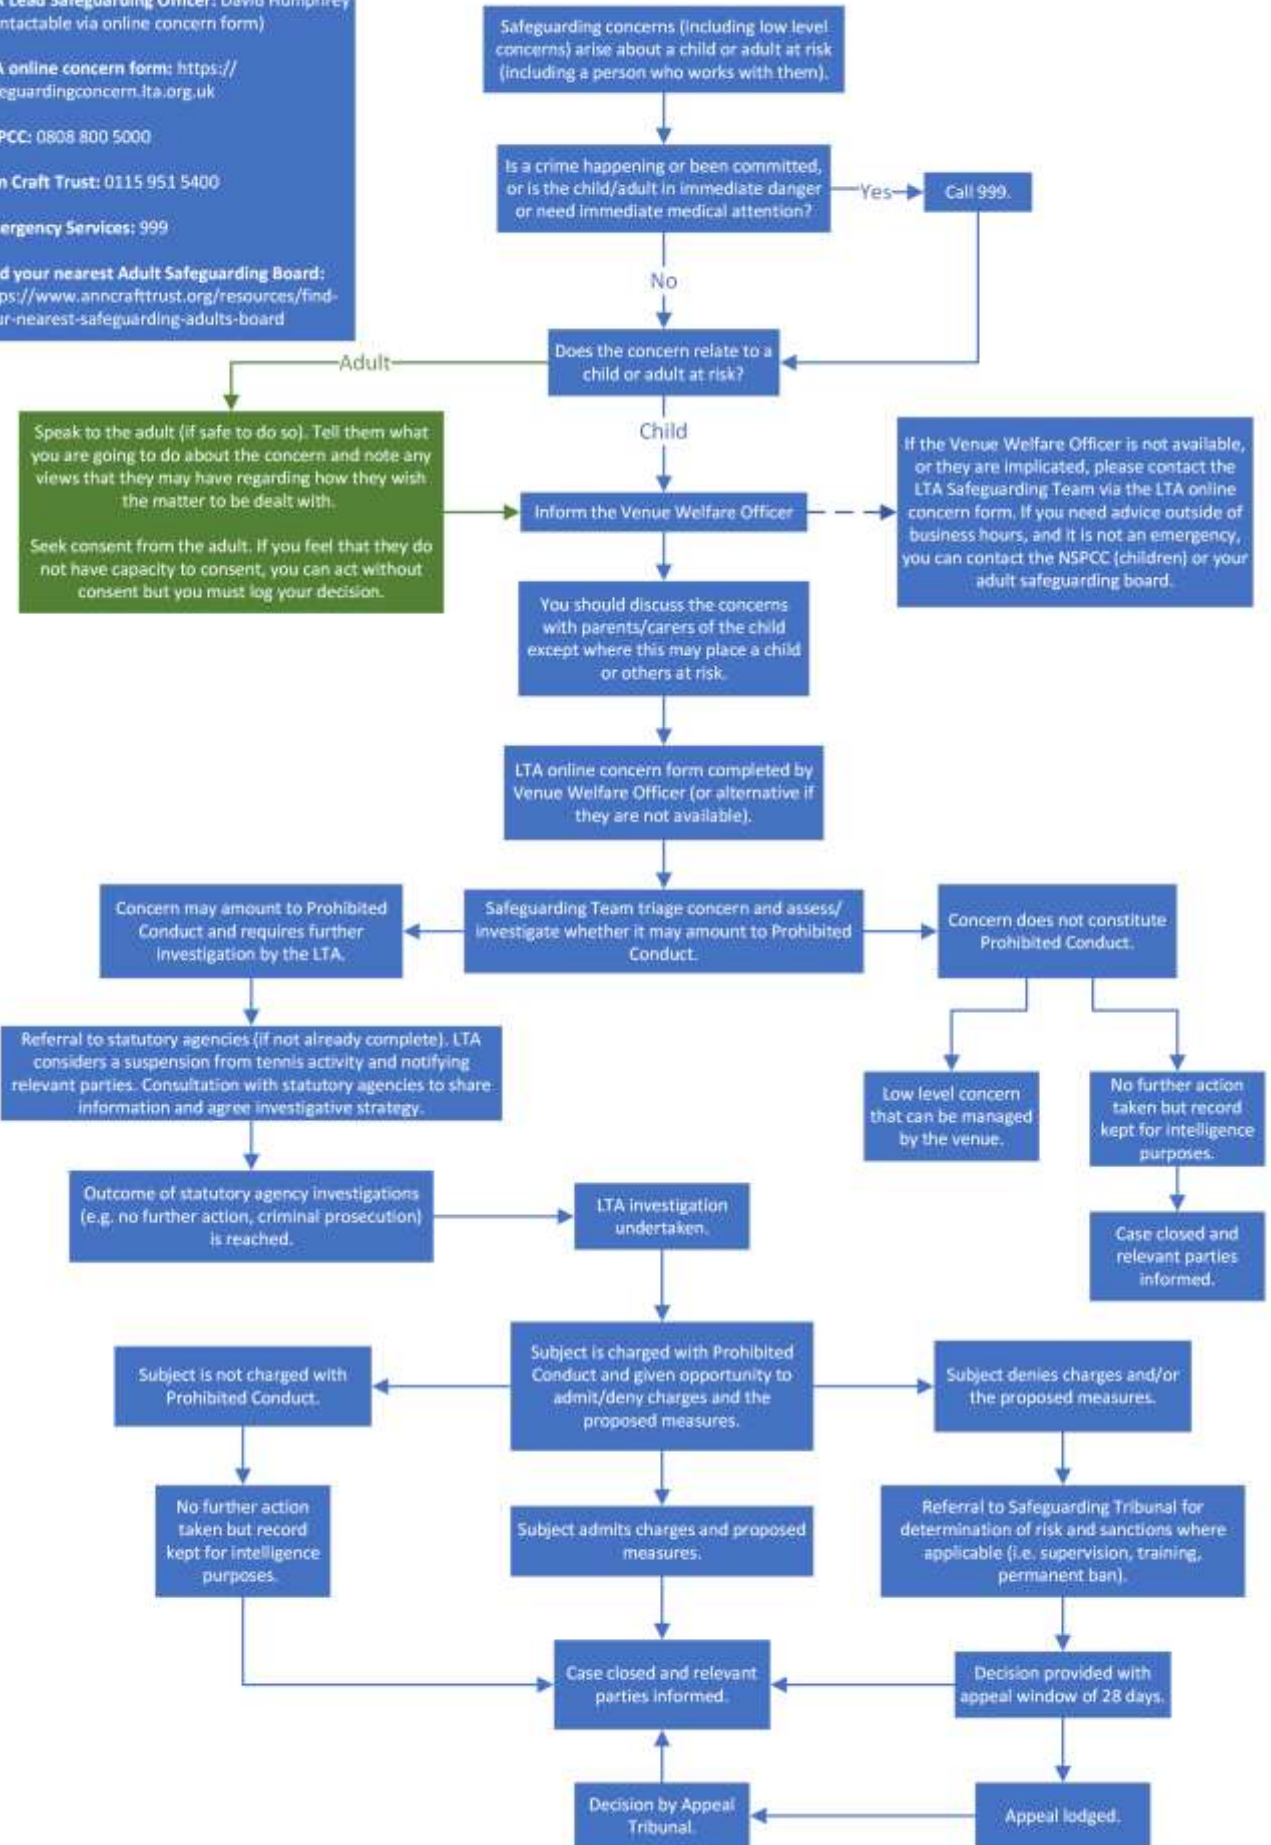 Lead Safeguarding Officer: David Humphrey
ntactable via online concern form)
A online concern form: https://
eguardingconcern.lta.org.uk
PCC: 0808 800 5000
n Craft Trust: 0115 951 5400
ergency Services: 999
d your nearest Adult Safeguarding Board:
ps://www.anncrafttrust.org/resources/find-
ur-nearest-safeguarding-adults-board
Safeguarding concerns (including low level
concerns) arise about a child or adult at risk
(including a person who works with them).
Is a crime happening or been committed,
or is the child/adult in immediate danger
or need immediate medical attention?
Yes
Call 999.
No
Does the concern relate to a
child or adult at risk?
Adult
Child
Speak to the adult (if safe to do so). Tell them what
you are going to do about the concern and note any
views that they may have regarding how they wish
the matter to be dealt with.
Seek consent from the adult. If you feel that they do
not have capacity to consent, you can act without
consent but you must log your decision.
Inform the Venue Welfare Officer
If the Venue Welfare Officer is not available,
or they are implicated, please contact the
LTA Safeguarding Team via the LTA online
concern form. If you need advice outside of
business hours, and it is not an emergency,
you can contact the NSPCC (children) or your
adult safeguarding board.
You should discuss the concerns
with parents/carers of the child
except where this may place a child
or others at risk.
LTA online concern form completed by
Venue Welfare Officer (or alternative if
they are not available).
Concern may amount to Prohibited
Conduct and requires further
investigation by the LTA.
Safeguarding Team triage concern and assess/
investigate whether it may amount to Prohibited
Conduct.
Concern does not constitute
Prohibited Conduct.
Referral to statutory agencies (if not already complete). LTA
considers a suspension from tennis activity and notifying
relevant parties. Consultation with statutory agencies to share
information and agree investigative strategy.
Low level concern
that can be managed
by the venue.
No further action
taken but record
kept for intelligence
purposes.
Outcome of statutory agency investigations
(e.g. no further action, criminal prosecution)
is reached.
LTA investigation
undertaken.
Case closed and
relevant parties
informed.
Subject is not charged with
Prohibited Conduct.
Subject is charged with Prohibited
Conduct and given opportunity to
admit/deny charges and the
proposed measures.
Subject denies charges and/or
the proposed measures.
No further action
taken but record
kept for intelligence
purposes.
Subject admits charges and proposed
measures.
Referral to Safeguarding Tribunal for
determination of risk and sanctions where
applicable (i.e. supervision, training,
permanent ban).
Case closed and relevant
parties informed.
Decision provided with
appeal window of 28 days.
Decision by Appeal
Tribunal.
Appeal lodged.